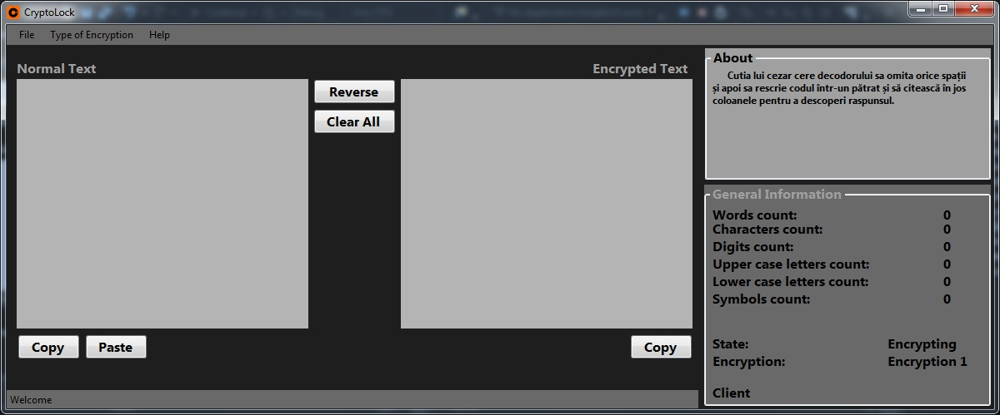 CryptoLock
File Type of Encryption Help
Normal Text
Encrypted Text
Reverse
Clear All
Copy
Paste
Copy
Welcome
About
Cutia lui cezar cere decodorului sa omita orice spații
și apoi sa rescrie codul într-un pătrat și să citească în jos
coloanele pentru a descoperi raspunsul.
General Information
Words count: 0
Characters count: 0
Digits count: 0
Upper case letters count: 0
Lower case letters count: 0
Symbols count: 0
State: Encrypting
Encryption: Encryption 1
Client